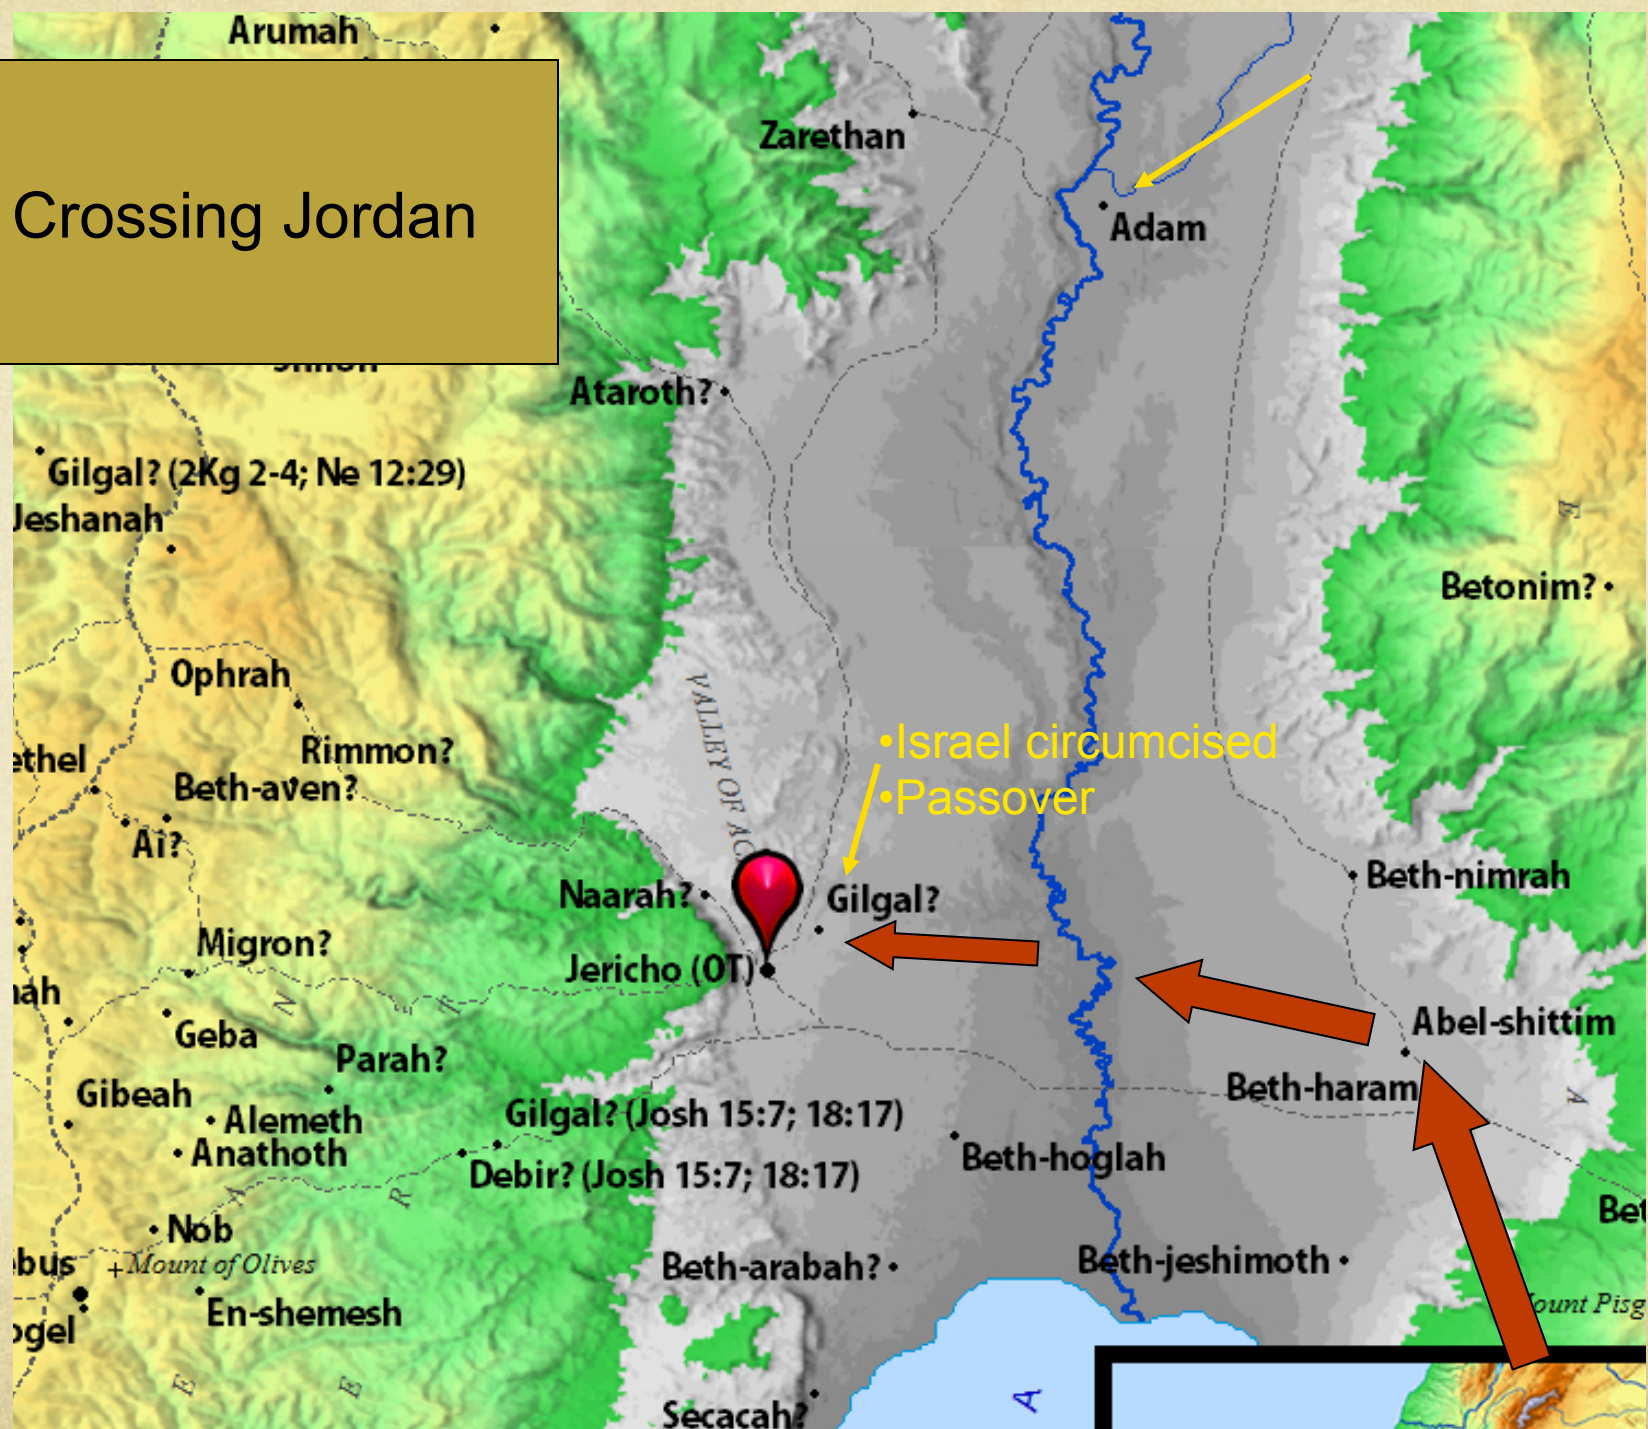 Arumah
Zarethan
Crossing Jordan
Adam
Ataroth?
Gilgal? (2Kg 2-4; Ne 12:29)
Jeshanah
E
Betonim?
Ophrah
VALLEY OF
•Israel circumcised
Rimmon?
Beth-aven?
•Passover
Ai?
Beth-nimrah
Naarah?
Gilgal?
Migron?
Jericho (OT)
N
T
Abel-shittim
Geba
Parah?
Beth-haram
A
Gibeah
Alemeth
Gilgal? (Josh 15:7; 18:17)
Anathoth
Beth-hoglah
Debir? (Josh 15:7; 18:17)
A
R
Nob
+Mount of Olives
Beth-arabah?
Beth-jeshimoth
En-shemesh
E
E
A
Secacah?